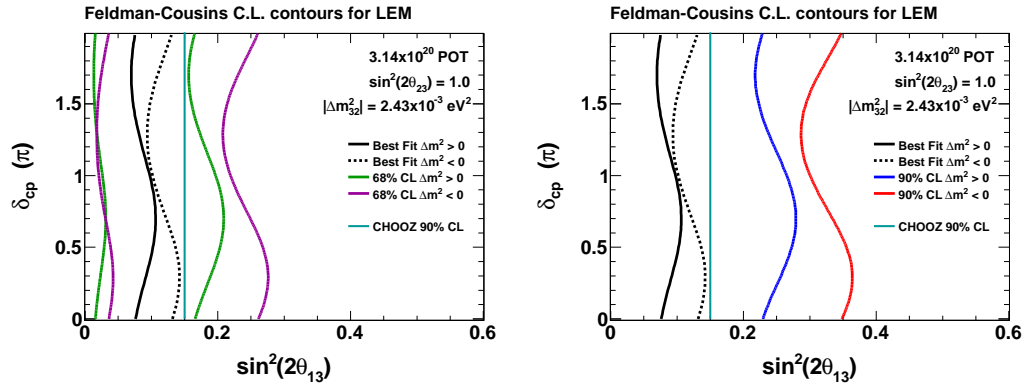 Feldman-Cousins C.L. contours for LEM
3.14x10^20 POT
sin^2(2θ_23) = 1.0
|Δm^2_32| = 2.43x10^-3 eV^2
Best Fit Δm^2 > 0
Best Fit Δm^2 < 0
68% CL Δm^2 > 0
68% CL Δm^2 < 0
CHOOZ 90% CL
δ_cp (π)
1.5
1
0.5
0
0 0.2 0.4 0.6
sin^2(2θ_13)
Feldman-Cousins C.L. contours for LEM
3.14x10^20 POT
sin^2(2θ_23) = 1.0
|Δm^2_32| = 2.43x10^-3 eV^2
Best Fit Δm^2 > 0
Best Fit Δm^2 < 0
90% CL Δm^2 > 0
90% CL Δm^2 < 0
CHOOZ 90% CL
δ_cp (π)
1.5
1
0.5
0
0 0.2 0.4 0.6
sin^2(2θ_13)